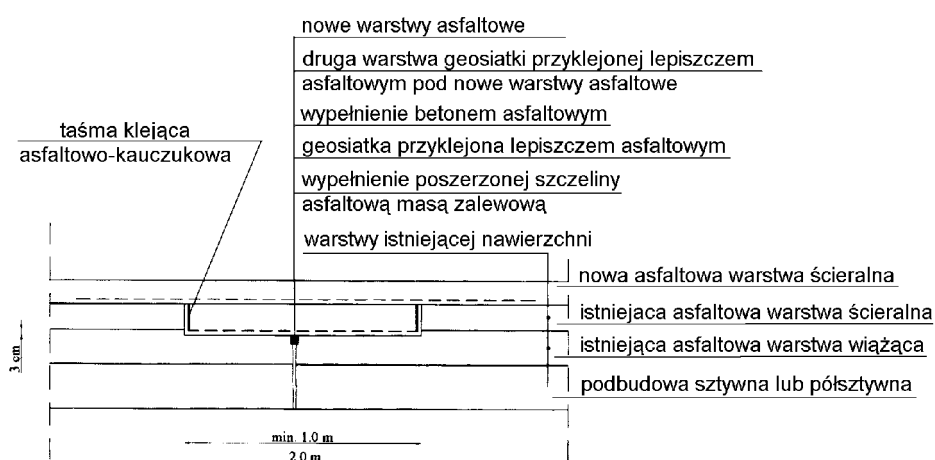 nowe warstwy asfaltowe
druga warstwa geosiatki przyklejonej lepiszczem
asfaltowym pod nowe warstwy asfaltowe
wypełnienie betonem asfaltowym
taśma klejąca
asfaltowo-kauczukowa
geosiatka przyklejona lepiszczem asfaltowym
wypełnienie poszerzonej szczeliny
asfaltową masą zalewową
warstwy istniejącej nawierzchni
nowa asfaltowa warstwa ścieralna
istniejaca asfaltowa warstwa ścieralna
istniejąca asfaltowa warstwa wiążąca
podbudowa sztywna lub półsztywna
3 cm
min. 1.0 m
2.0 m